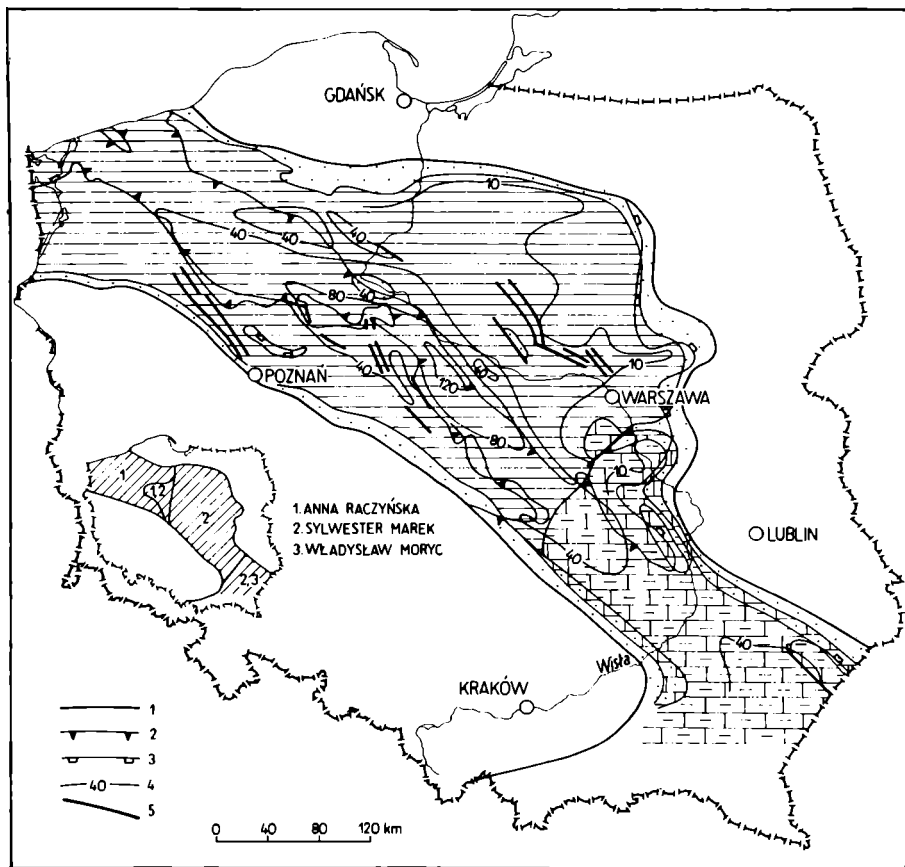 GDAŃSK
10
40
40
40
80
40
41
40
120
80
10
POZNAŃ
WARSZAWA
10
LUBLIN
40
40
Wisła
KRAKÓW
1
1,2
2
2,3
1. ANNA RACZYŃSKA
2. SYLWESTER MAREK
3. WŁADYSŁAW MORYC
1
2
3
40 4
5
0 40 80 120 km